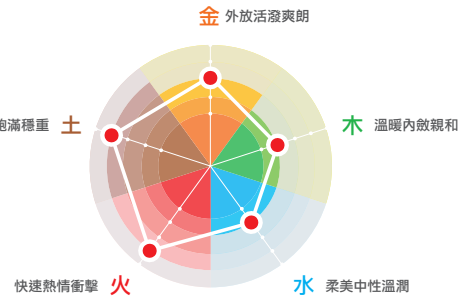 金 外放活潑爽朗
飽滿穩重 土
木 溫暖內斂親和
快速熱情衝擊 火
水 柔美中性溫潤